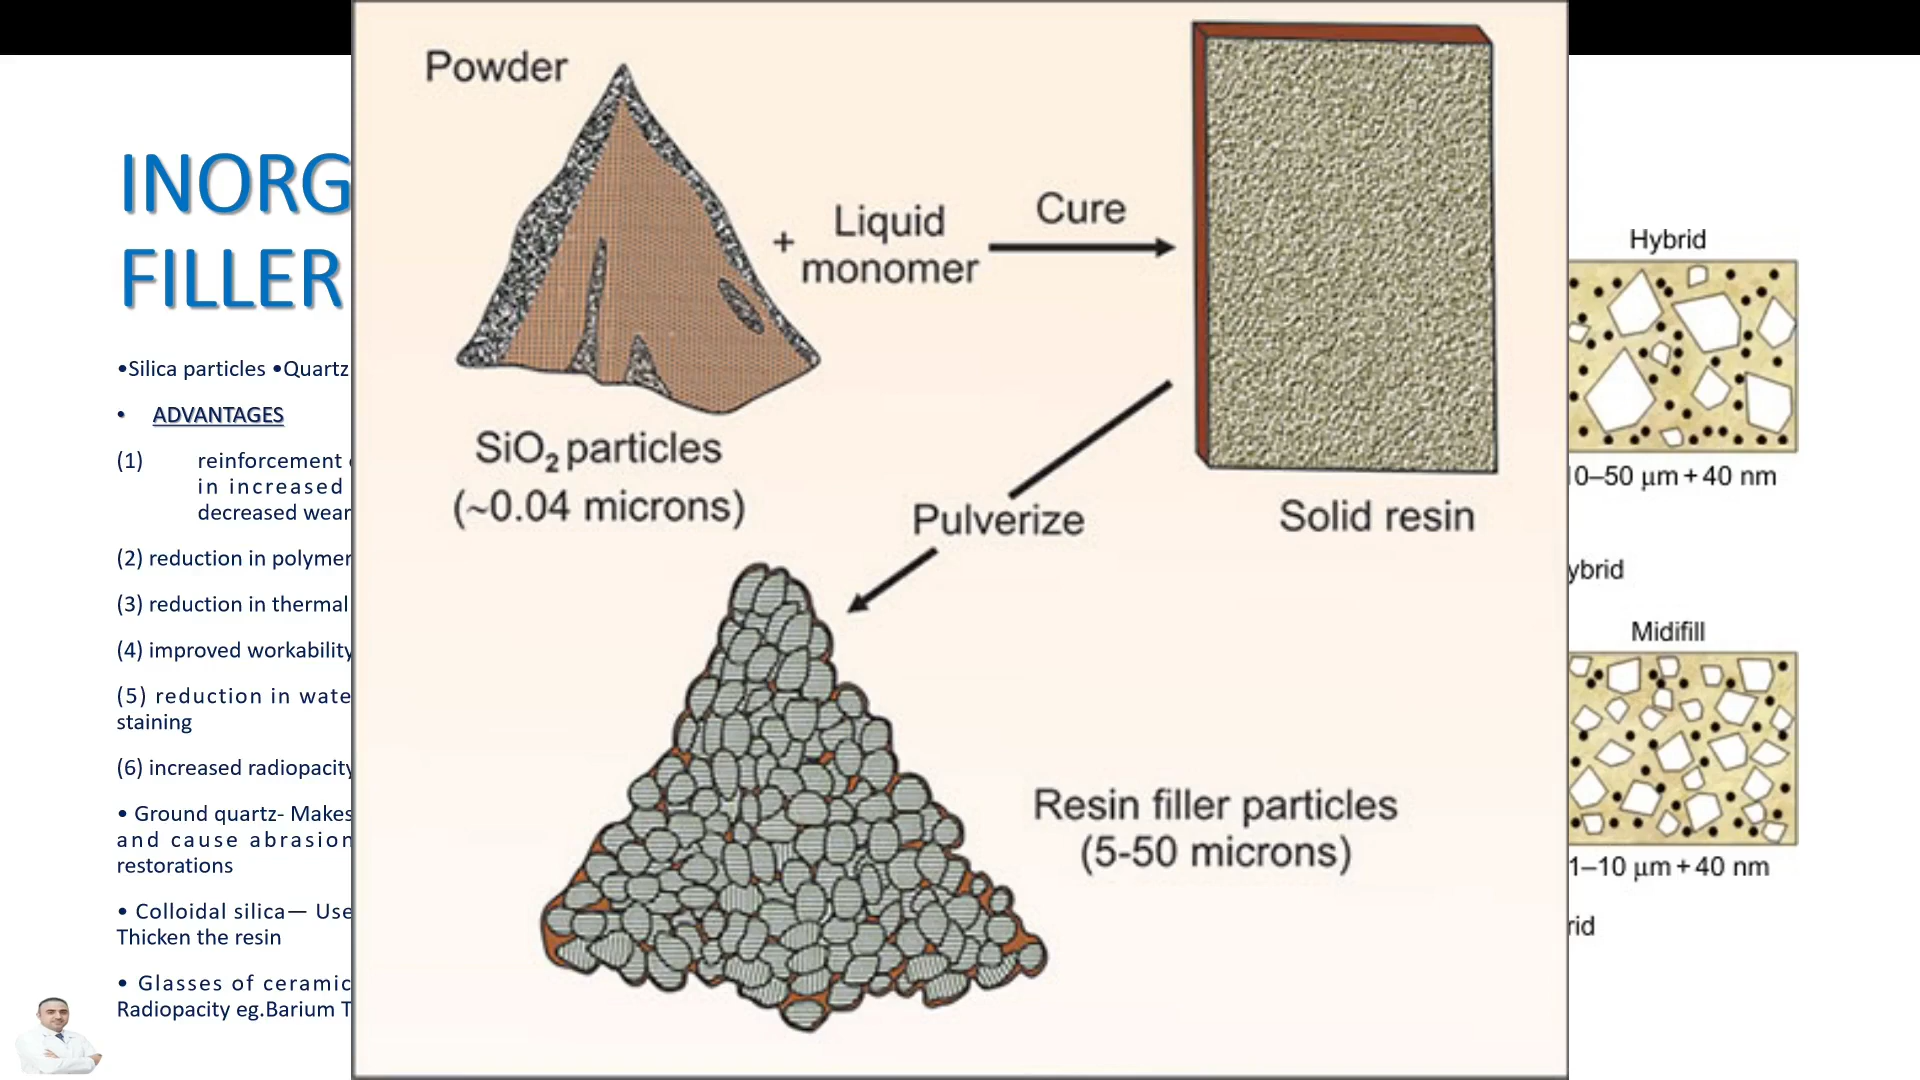 INORG
FILLER
•Silica particles •Quartz
• ADVANTAGES
(1) reinforcement
in increased
decreased wear
(2) reduction in polymer
(3) reduction in thermal
(4) improved workability
(5) reduction in wate
staining
(6) increased radiopacity
• Ground quartz- Makes
and cause abrasion
restorations
• Colloidal silica— Use
Thicken the resin
• Glasses of ceramic
Radiopacity eg.Barium T
Powder
+
Liquid
monomer
Cure
SiO₂ particles
(~0.04 microns)
Pulverize
Solid resin
Resin filler particles
(5-50 microns)
Hybrid
0–50 µm + 40 nm
ybrid
Midifill
1–10 µm + 40 nm
rid